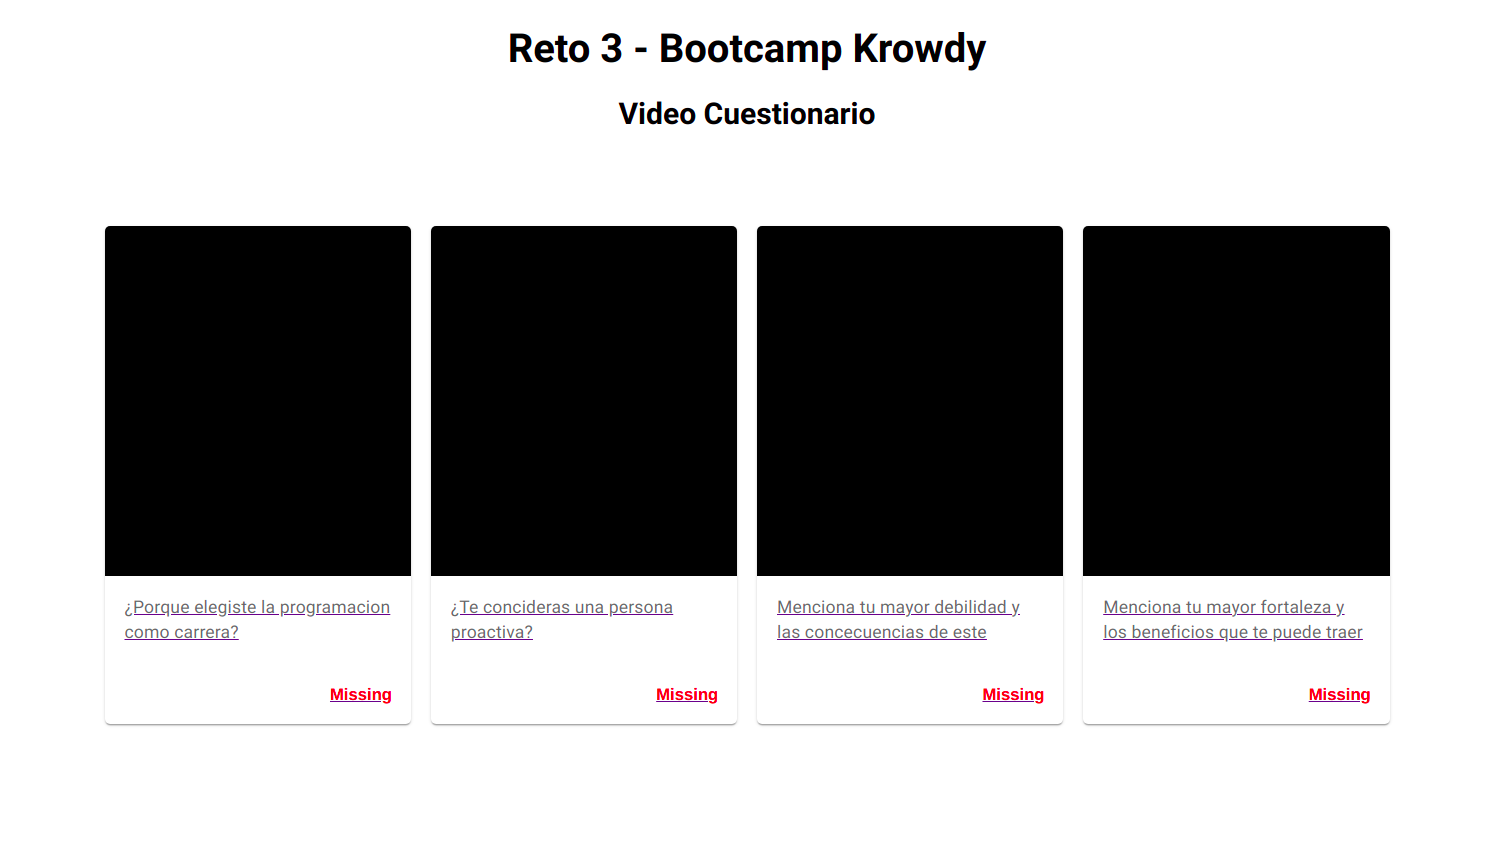 Reto 3 - Bootcamp Krowdy
Video Cuestionario
¿Porque elegiste la programacion
como carrera?
Missing
¿Te concideras una persona
proactiva?
Missing
Menciona tu mayor debilidad y
las concecuencias de este
Missing
Menciona tu mayor fortaleza y
los beneficios que te puede traer
Missing